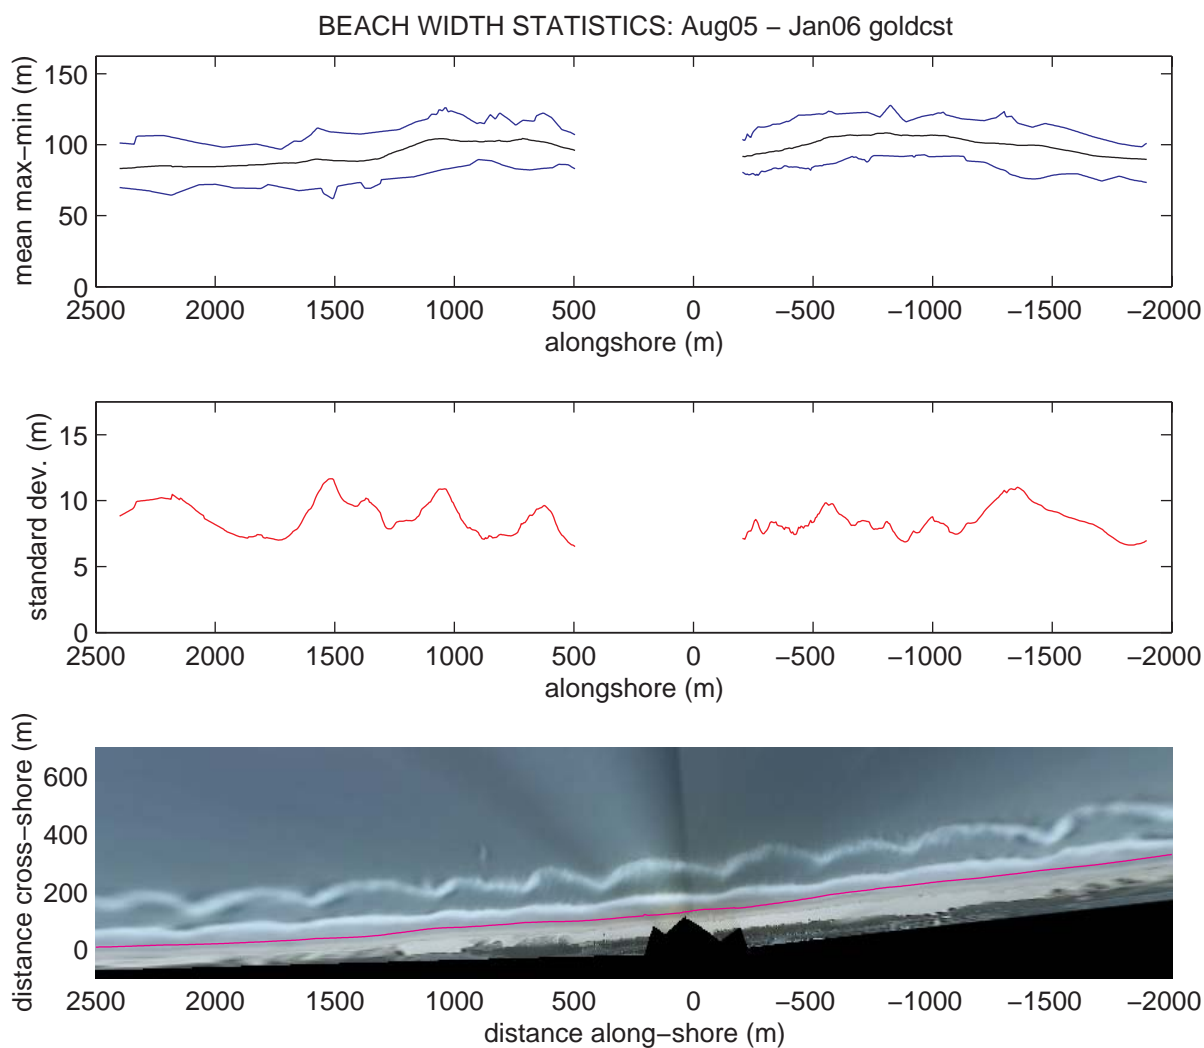 BEACH WIDTH STATISTICS: Aug05 − Jan06 goldcst
mean max−min (m)
150
100
50
0
2500 2000 1500 1000 500 0 −500 −1000 −1500 −2000
alongshore (m)
standard dev. (m)
15
10
5
0
2500 2000 1500 1000 500 0 −500 −1000 −1500 −2000
alongshore (m)
distance cross−shore (m)
600
400
200
0
2500 2000 1500 1000 500 0 −500 −1000 −1500 −2000
distance along−shore (m)